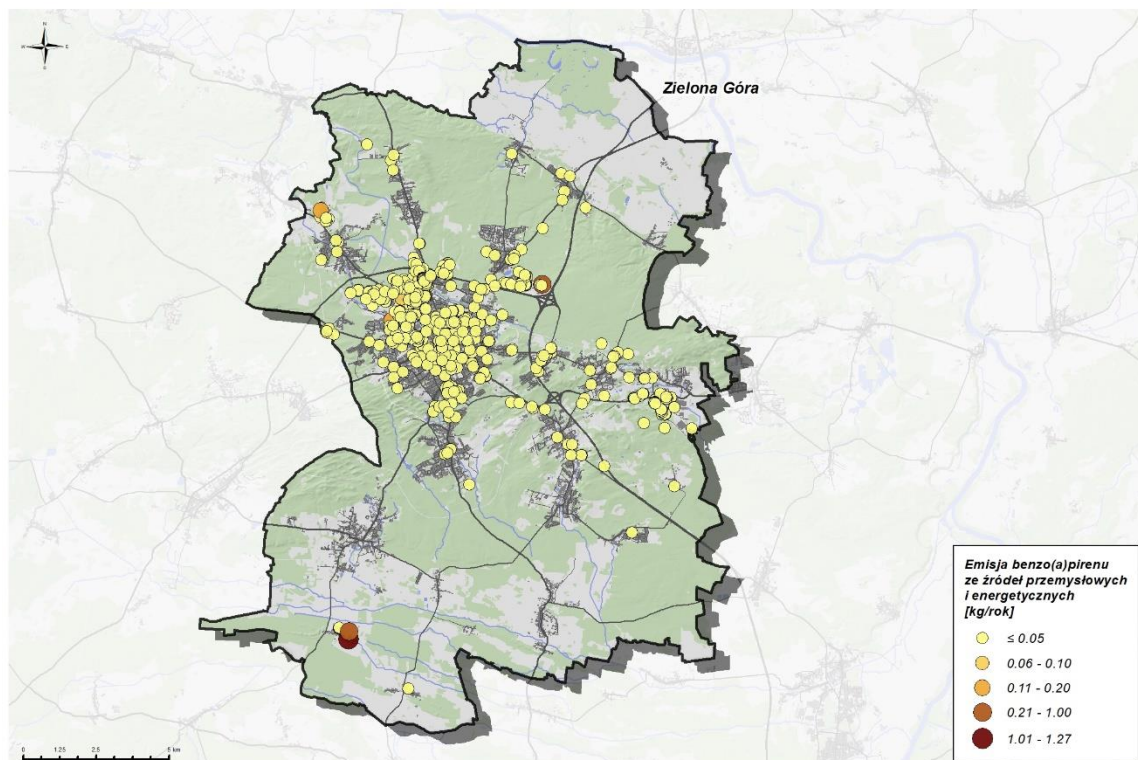 N
W E
S
Zielona Góra
Emisja benzo(a)pirenu
ze źródeł przemysłowych
i energetycznych
[kg/rok]
≤ 0.05
0.06 - 0.10
0.11 - 0.20
0.21 - 1.00
1.01 - 1.27
0 1.25 2.5 5 km